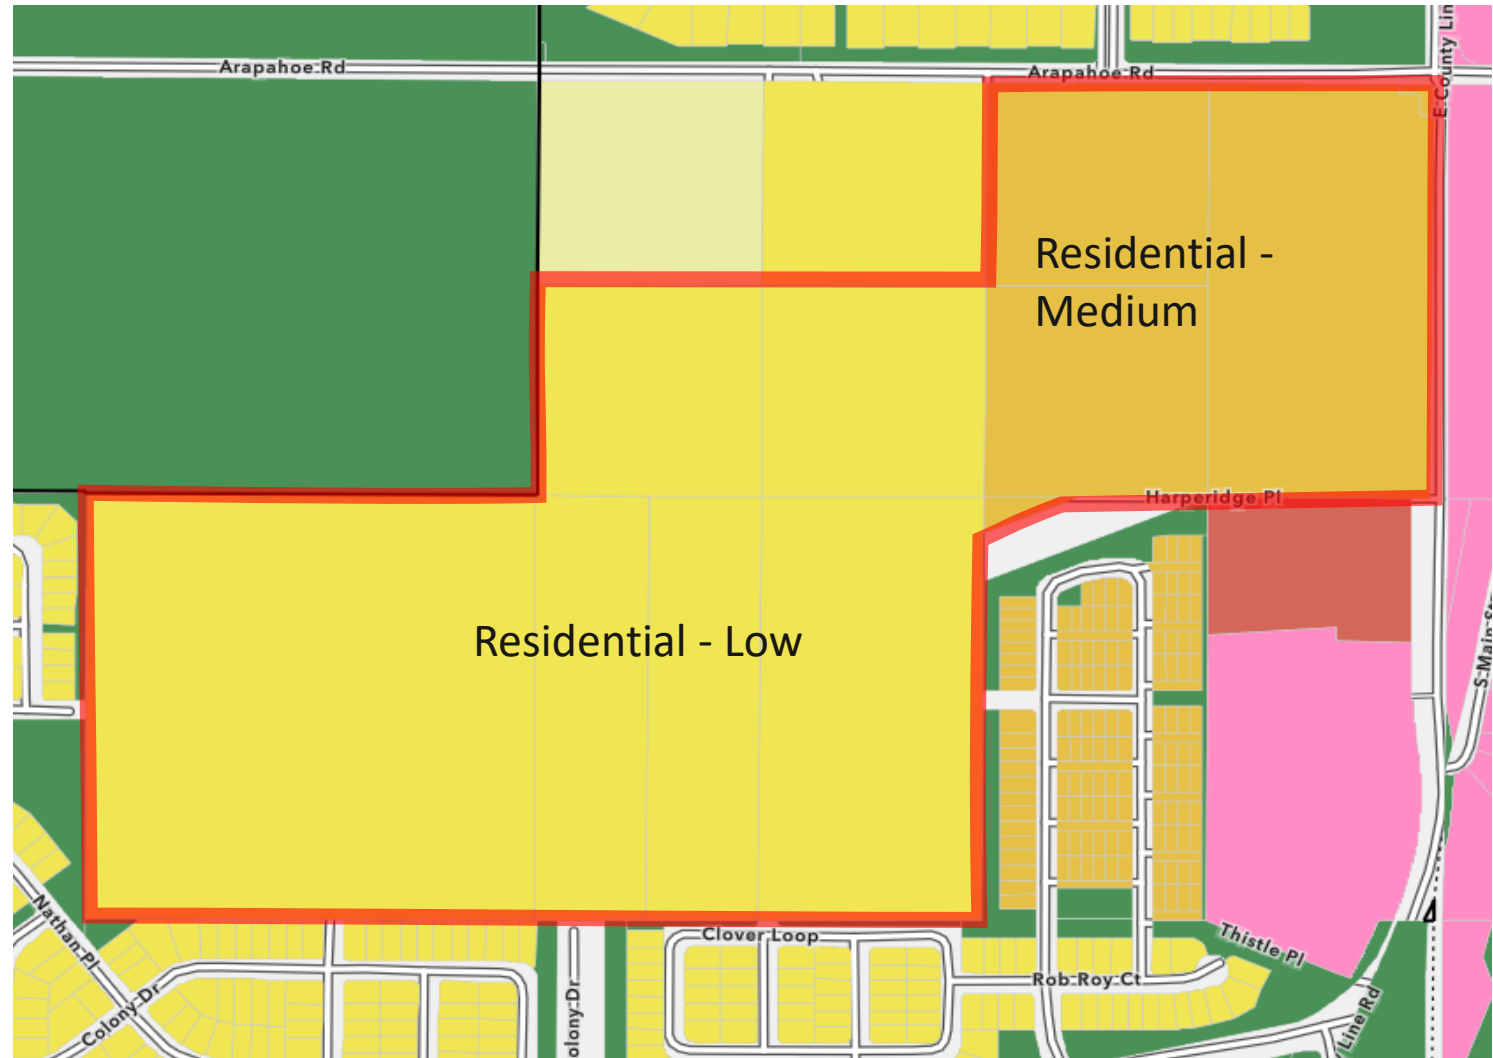 Arapahoe Rd
Arapahoe Rd
E County Lin
Residential -
Medium
Harperidge Pl
Residential - Low
S Main Str
Nathan Pl
Clover Loop
Thistle Pl
Rob Roy Ct
Colony Dr
olony Dr
Line Rd